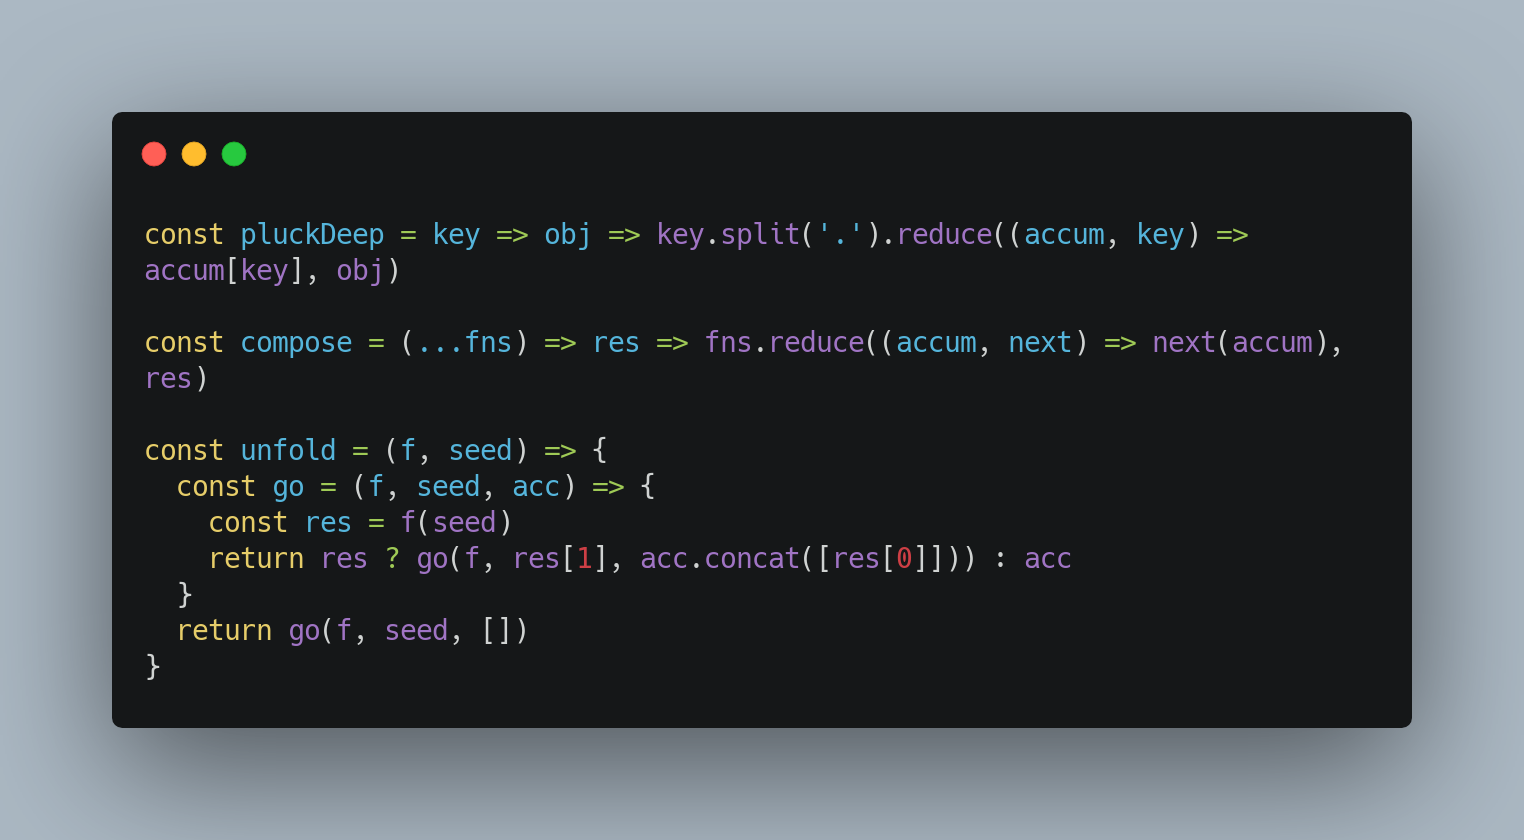 const pluckDeep = key => obj => key.split('.').reduce((accum, key) =>
accum[key], obj)
const compose = (...fns) => res => fns.reduce((accum, next) => next(accum),
res)
const unfold = (f, seed) => {
  const go = (f, seed, acc) => {
    const res = f(seed)
    return res ? go(f, res[1], acc.concat([res[0]])) : acc
  }
  return go(f, seed, [])
}